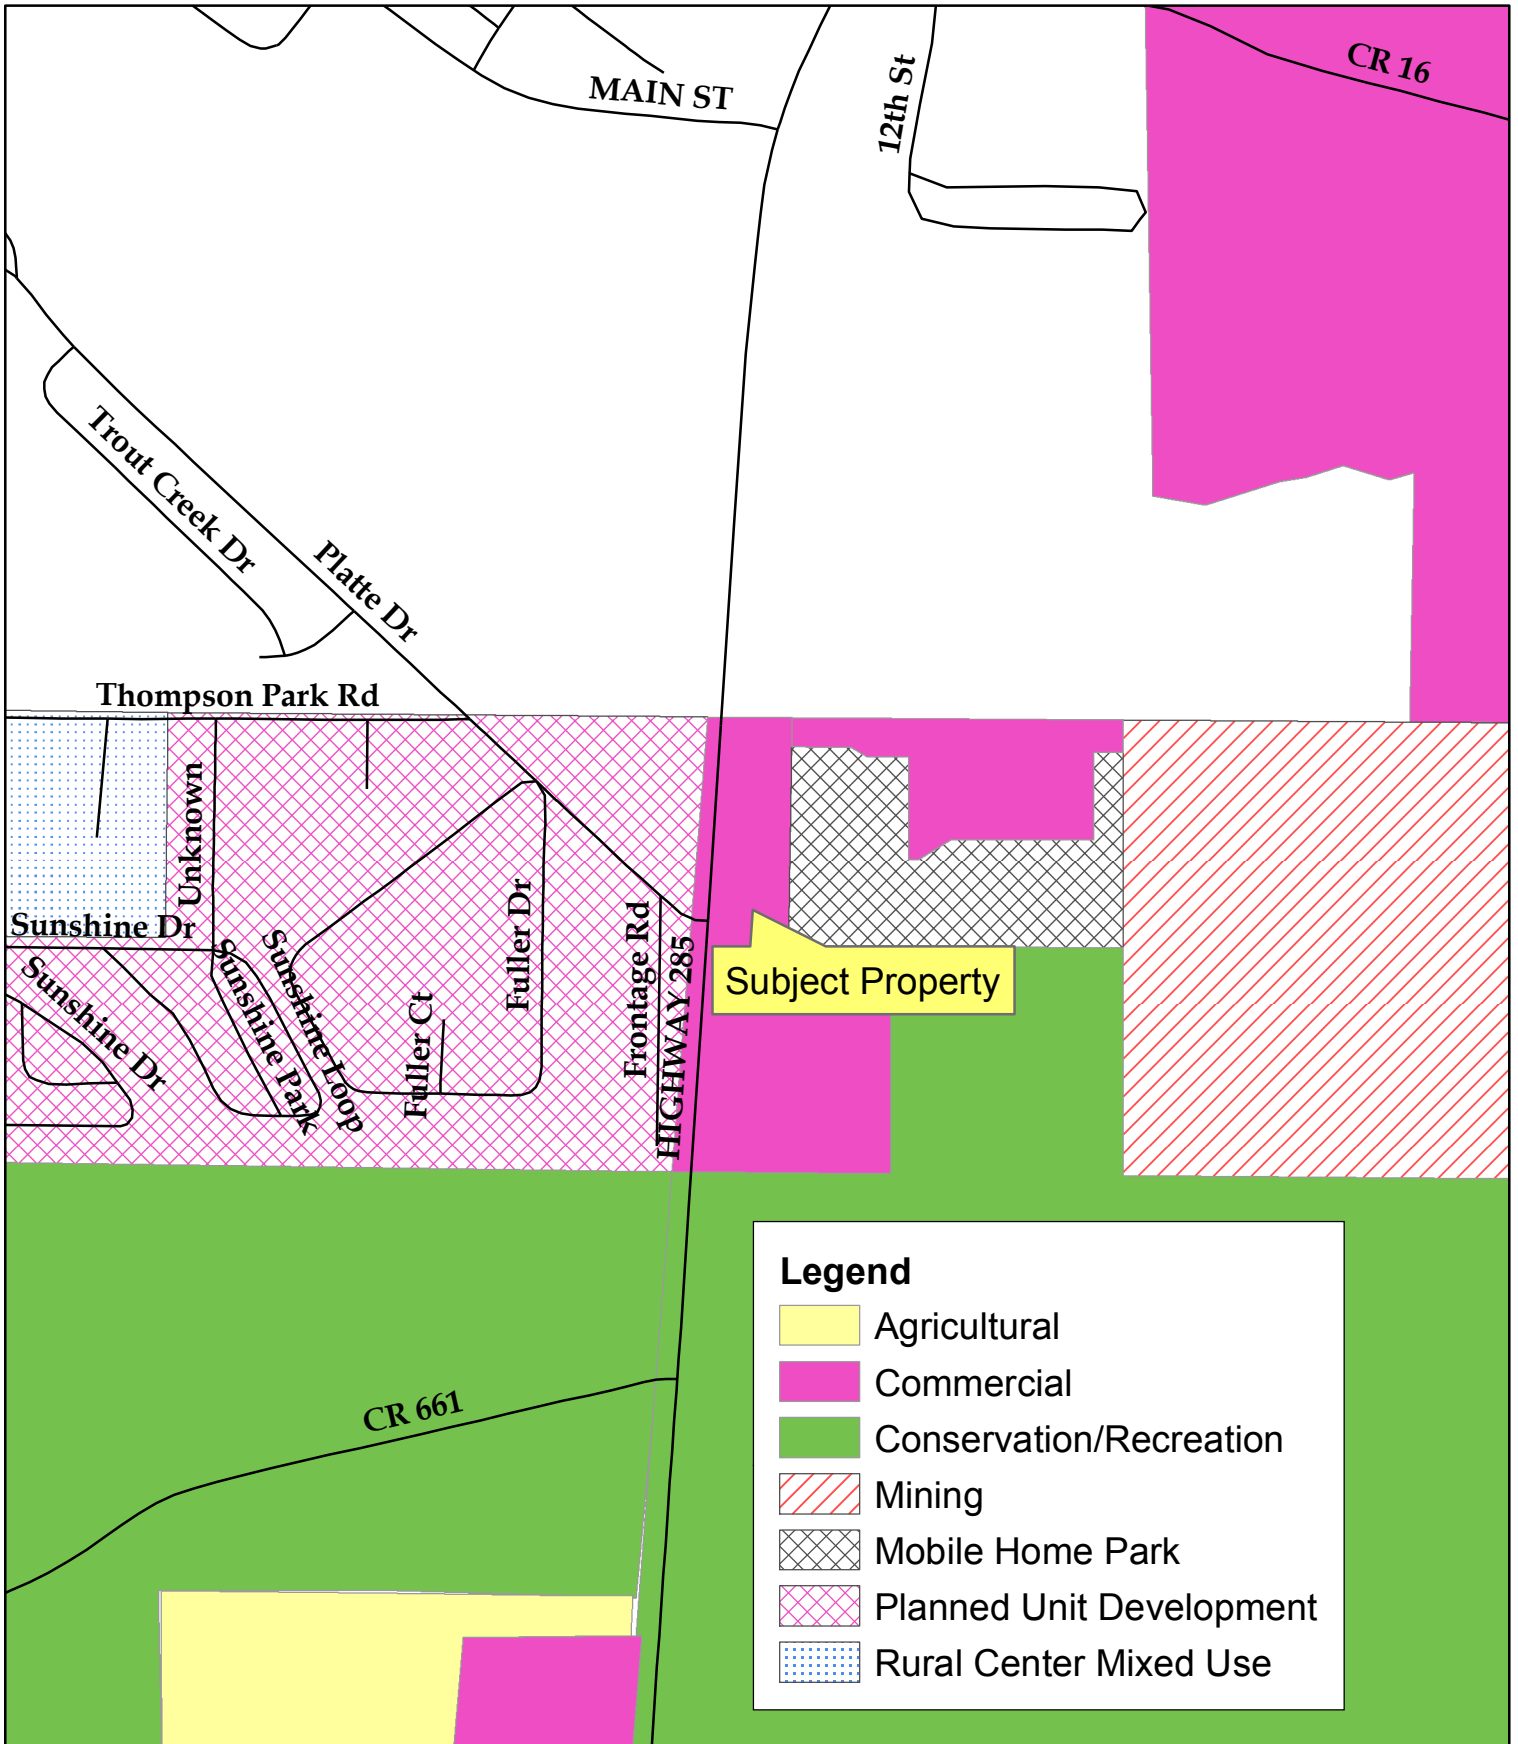 CR 16
MAIN ST
12th St
Trout Creek Dr
Platte Dr
Thompson Park Rd
Unknown
Sunshine Dr
Sunshine Dr
Sunshine Park
Sunshine Loop
Fuller Ct
Fuller Dr
Frontage Rd
HIGHWAY 285
Subject Property
CR 661
Legend
Agricultural
Commercial
Conservation/Recreation
Mining
Mobile Home Park
Planned Unit Development
Rural Center Mixed Use